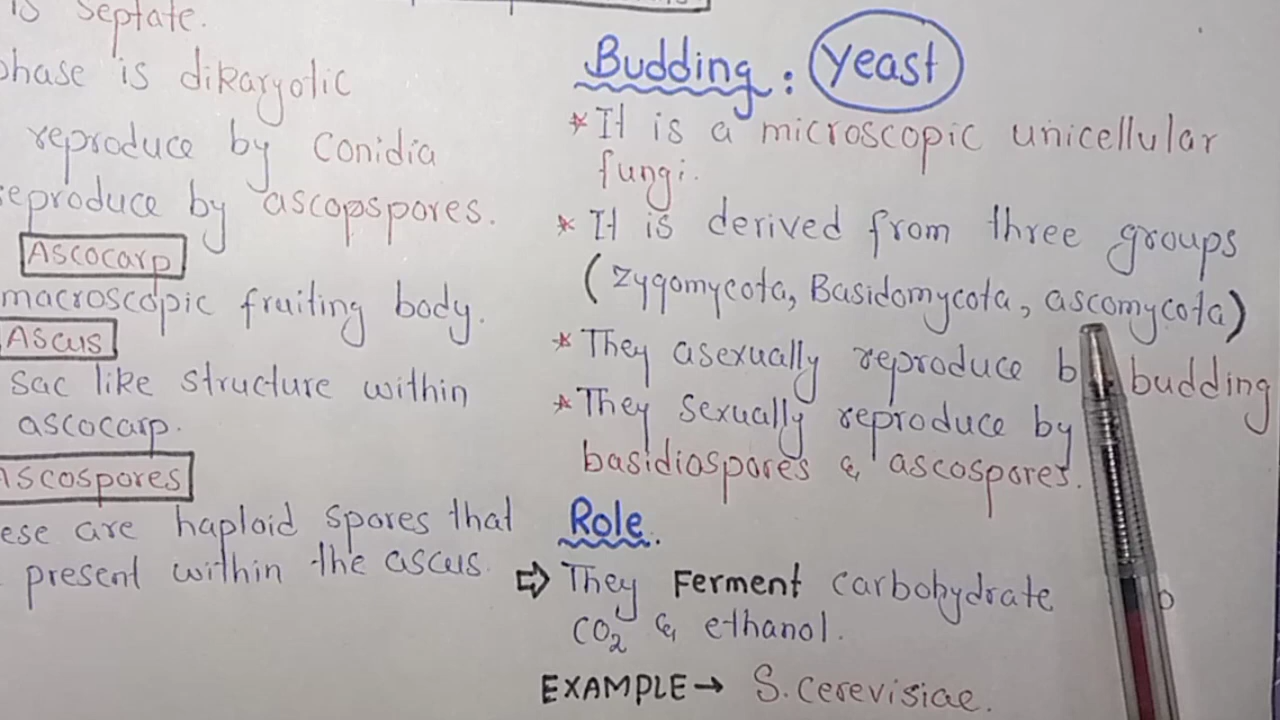 is septate.
phase is dikaryotic
reproduce by conidia
reproduce by ascopspores.
Ascocarp
macroscopic fruiting body.
Ascus
sac like structure within
ascocarp.
Ascospores
ese are haploid spores that
present within the ascus.
Budding: Yeast
* It is a microscopic unicellular
fungi.
* It is derived from three groups
(Zygomycota, Basidomycota, ascomycota)
* They asexually reproduce b budding
* They sexually reproduce by
basidiospores & ascospores.
Role.
⇨ They Ferment carbohydrate
CO₂ & ethanol.
EXAMPLE → S. cerevisiae.